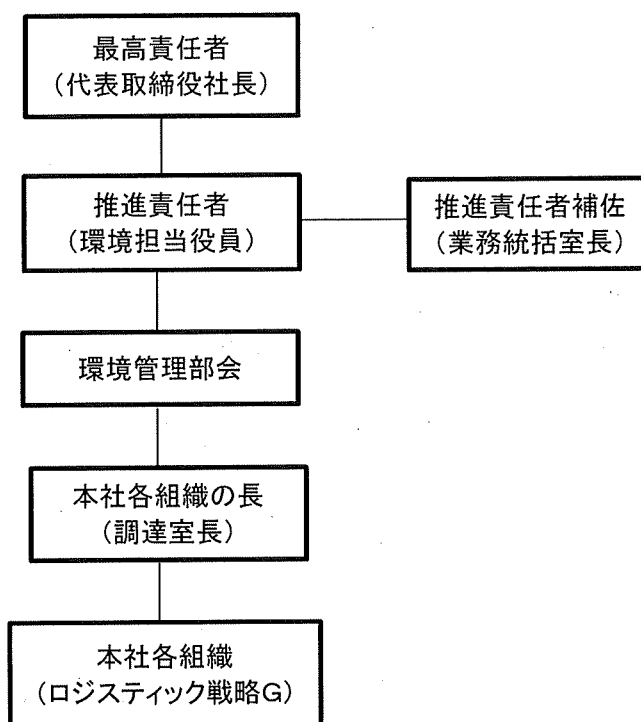 最高責任者
（代表取締役社長）
推進責任者
（環境担当役員）
推進責任者補佐
（業務統括室長）
環境管理部会
本社各組織の長
（調達室長）
本社各組織
（ロジスティック戦略G）